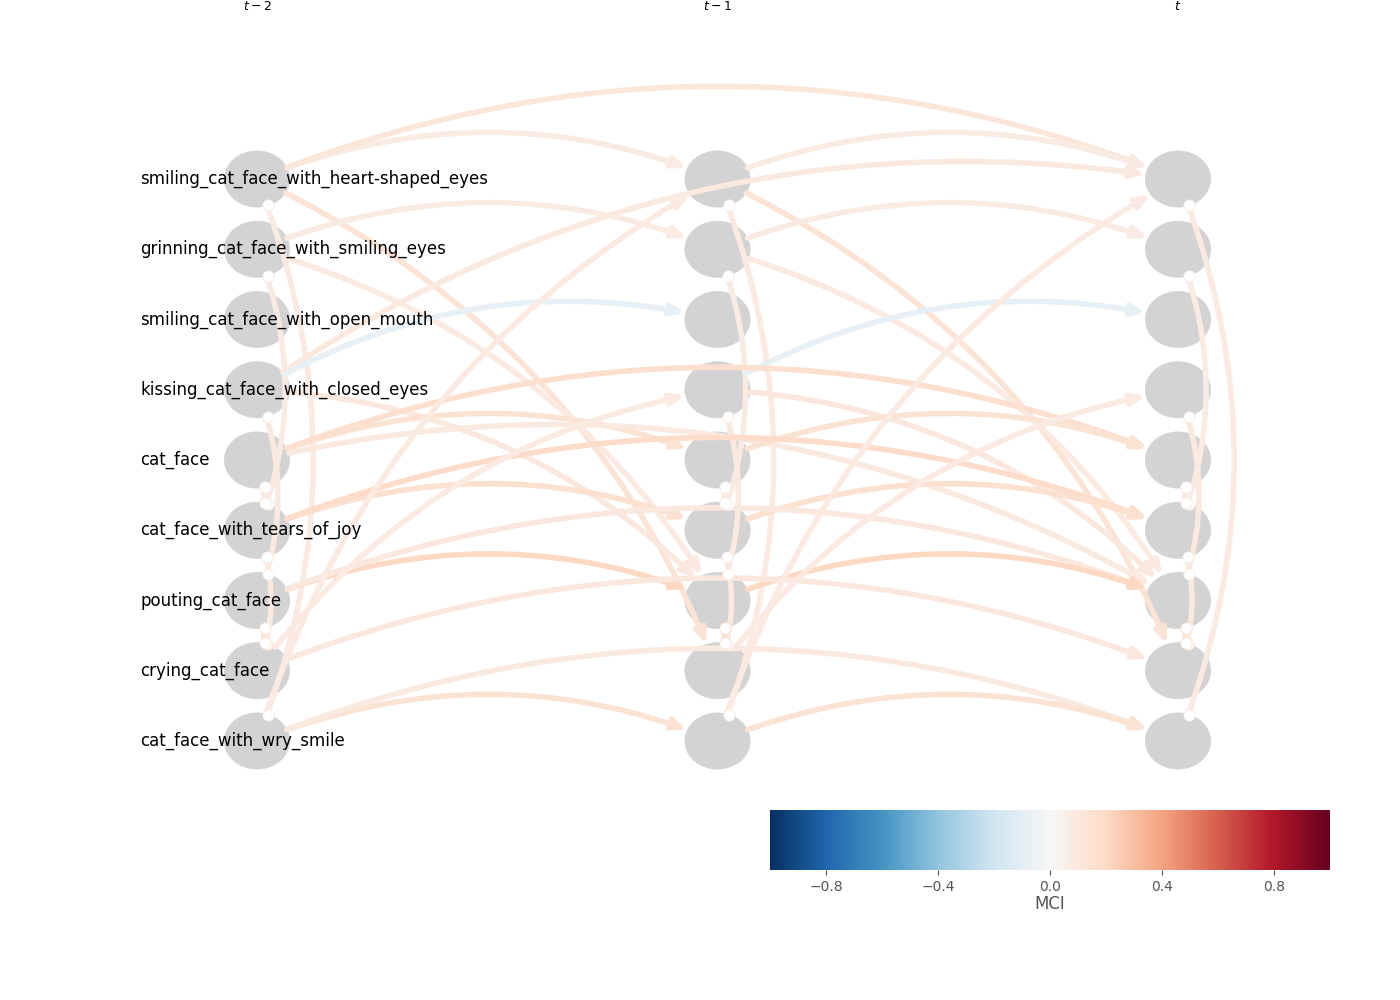 t − 2 t − 1 t
smiling_cat_face_with_heart-shaped_eyes
grinning_cat_face_with_smiling_eyes
smiling_cat_face_with_open_mouth
kissing_cat_face_with_closed_eyes
cat_face
cat_face_with_tears_of_joy
pouting_cat_face
crying_cat_face
cat_face_with_wry_smile
−0.8 −0.4 0.0 0.4 0.8
MCI